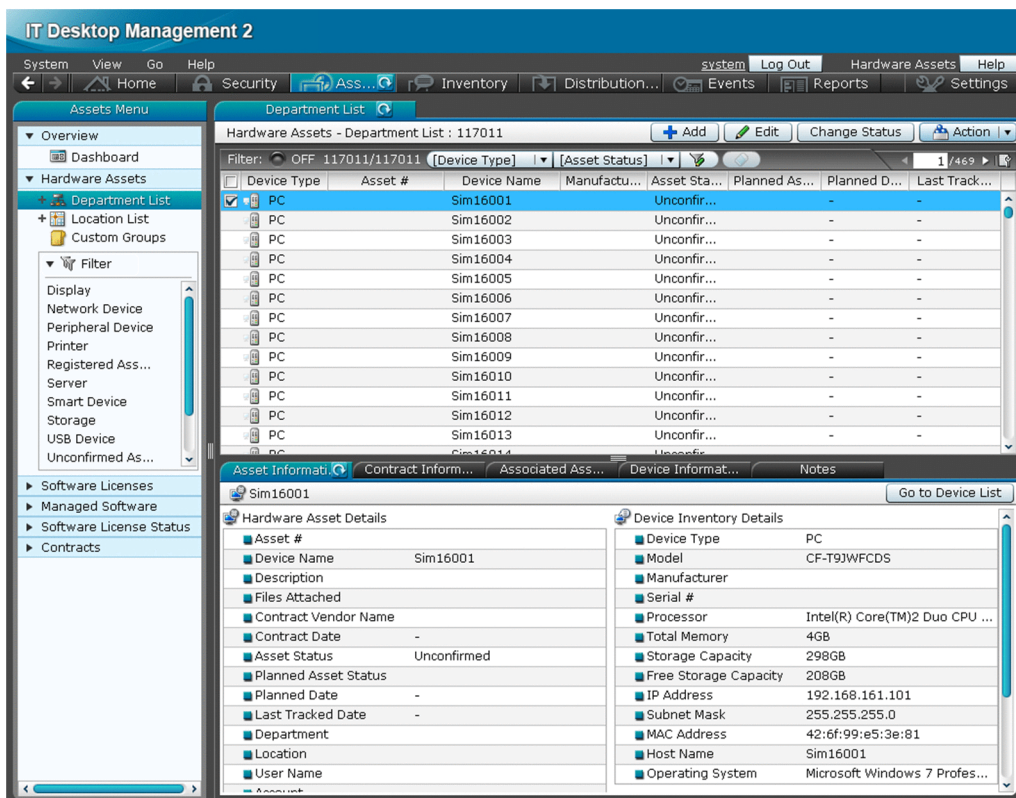 IT Desktop Management 2
System View Go Help system Log Out Hardware Assets Help
Home Security Ass... Inventory Distribution... Events Reports Settings
Assets Menu
Overview
Dashboard
Hardware Assets
Department List
Location List
Custom Groups
Filter
Display
Network Device
Peripheral Device
Printer
Registered Ass...
Server
Smart Device
Storage
USB Device
Unconfirmed As...
Software Licenses
Managed Software
Software License Status
Contracts
Department List
Hardware Assets - Department List : 117011 Add Edit Change Status Action
Filter: OFF 117011/117011 [Device Type] [Asset Status] 1 /469
Device Type Asset # Device Name Manufactu... Asset Sta... Planned As... Planned D... Last Track...
PC Sim16001 Unconfir... - -
PC Sim16002 Unconfir... - -
PC Sim16003 Unconfir... - -
PC Sim16004 Unconfir... - -
PC Sim16005 Unconfir... - -
PC Sim16006 Unconfir... - -
PC Sim16007 Unconfir... - -
PC Sim16008 Unconfir... - -
PC Sim16009 Unconfir... - -
PC Sim16010 Unconfir... - -
PC Sim16011 Unconfir... - -
PC Sim16012 Unconfir... - -
PC Sim16013 Unconfir... - -
PC Sim16014 Unconfir...
Asset Informati... Contract Inform... Associated Ass... Device Informat... Notes
Sim16001 Go to Device List
Hardware Asset Details
Asset #
Device Name Sim16001
Description
Files Attached
Contract Vendor Name
Contract Date -
Asset Status Unconfirmed
Planned Asset Status
Planned Date -
Last Tracked Date -
Department
Location
User Name
Account
Device Inventory Details
Device Type PC
Model CF-T9JWFCDS
Manufacturer
Serial #
Processor Intel(R) Core(TM)2 Duo CPU ...
Total Memory 4GB
Storage Capacity 298GB
Free Storage Capacity 208GB
IP Address 192.168.161.101
Subnet Mask 255.255.255.0
MAC Address 42:6f:99:e5:3e:81
Host Name Sim16001
Operating System Microsoft Windows 7 Profes...